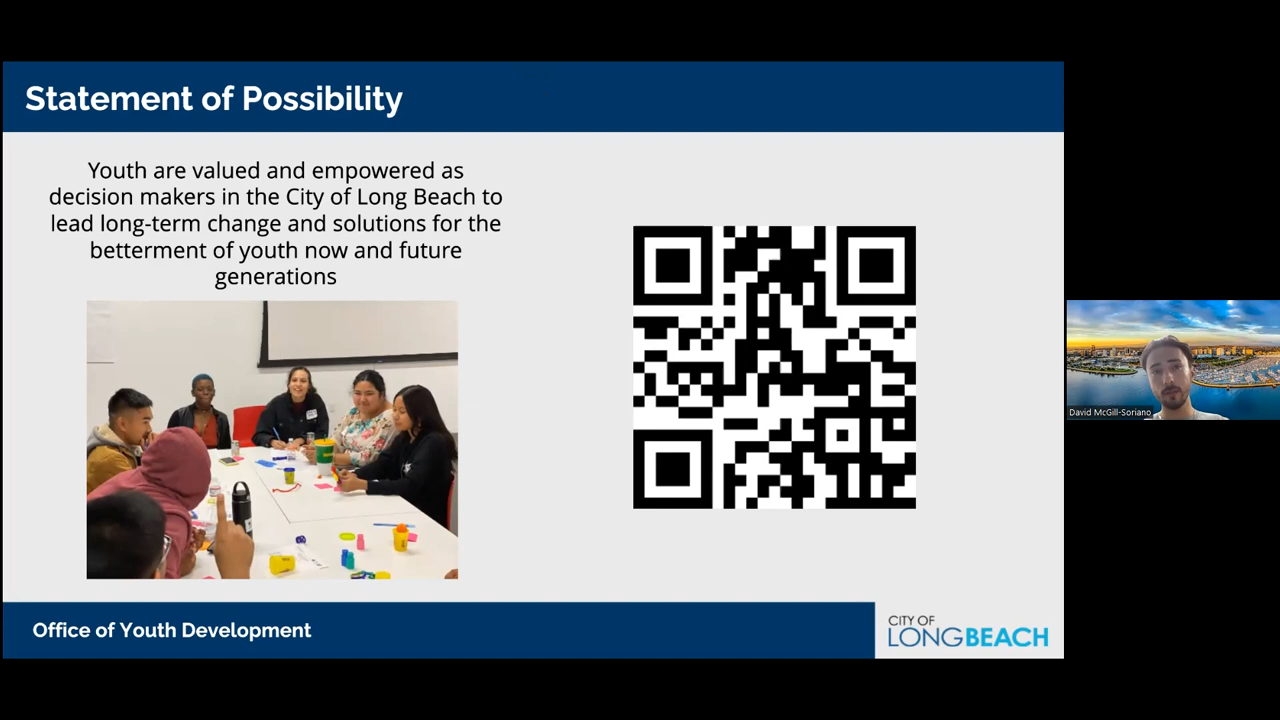 Statement of Possibility
Youth are valued and empowered as
decision makers in the City of Long Beach to
lead long-term change and solutions for the
betterment of youth now and future
generations
David McGill-Soriano
Office of Youth Development
CITY OF
LONGBEACH